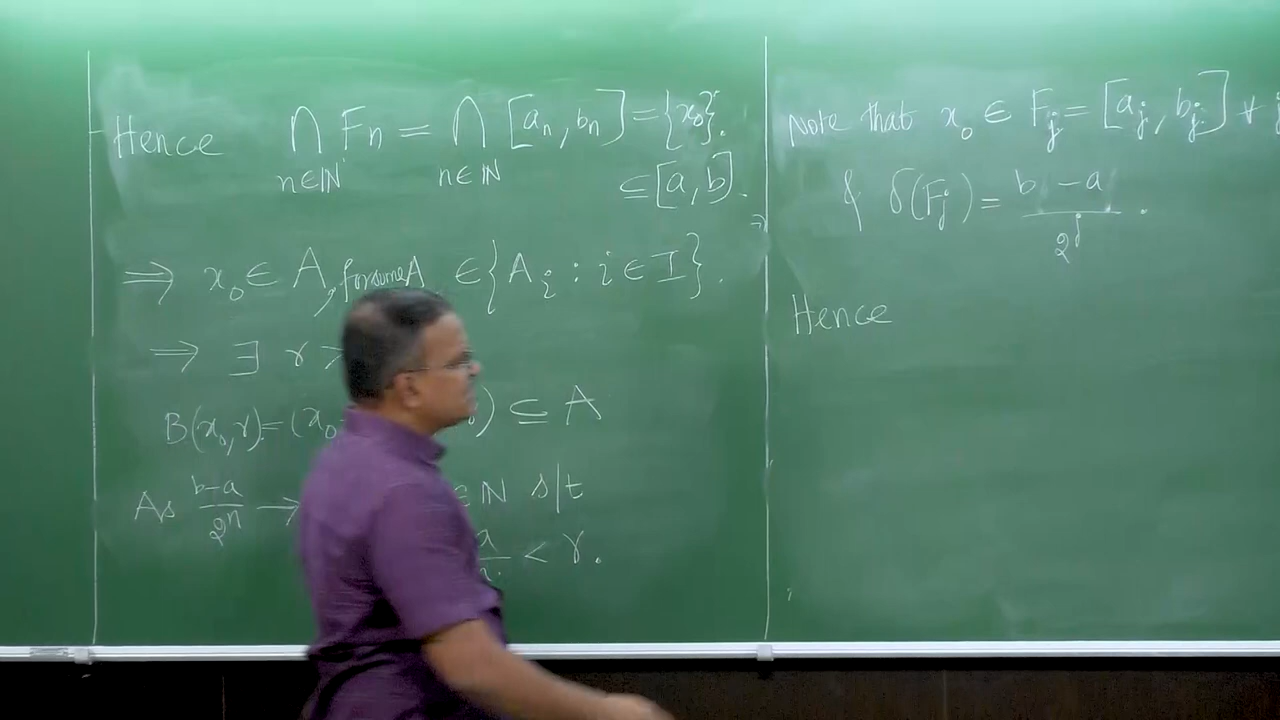 Hence ⋂ Fn = ⋂ [an, bn] = {x₀}.
n∈ℕ n∈ℕ ⊆ [a, b].
⟹ x₀ ∈ A, for some A ∈ {Aᵢ : i ∈ I}.
⟹ ∃ r >
B(x₀, r) = (x₀ ) ⊆ A
As b-a/2ⁿ → ∈ ℕ s|t
a < r.
Note that x₀ ∈ Fj = [aj, bj] ∀
& δ(Fj) = b - a / 2^j .
Hence